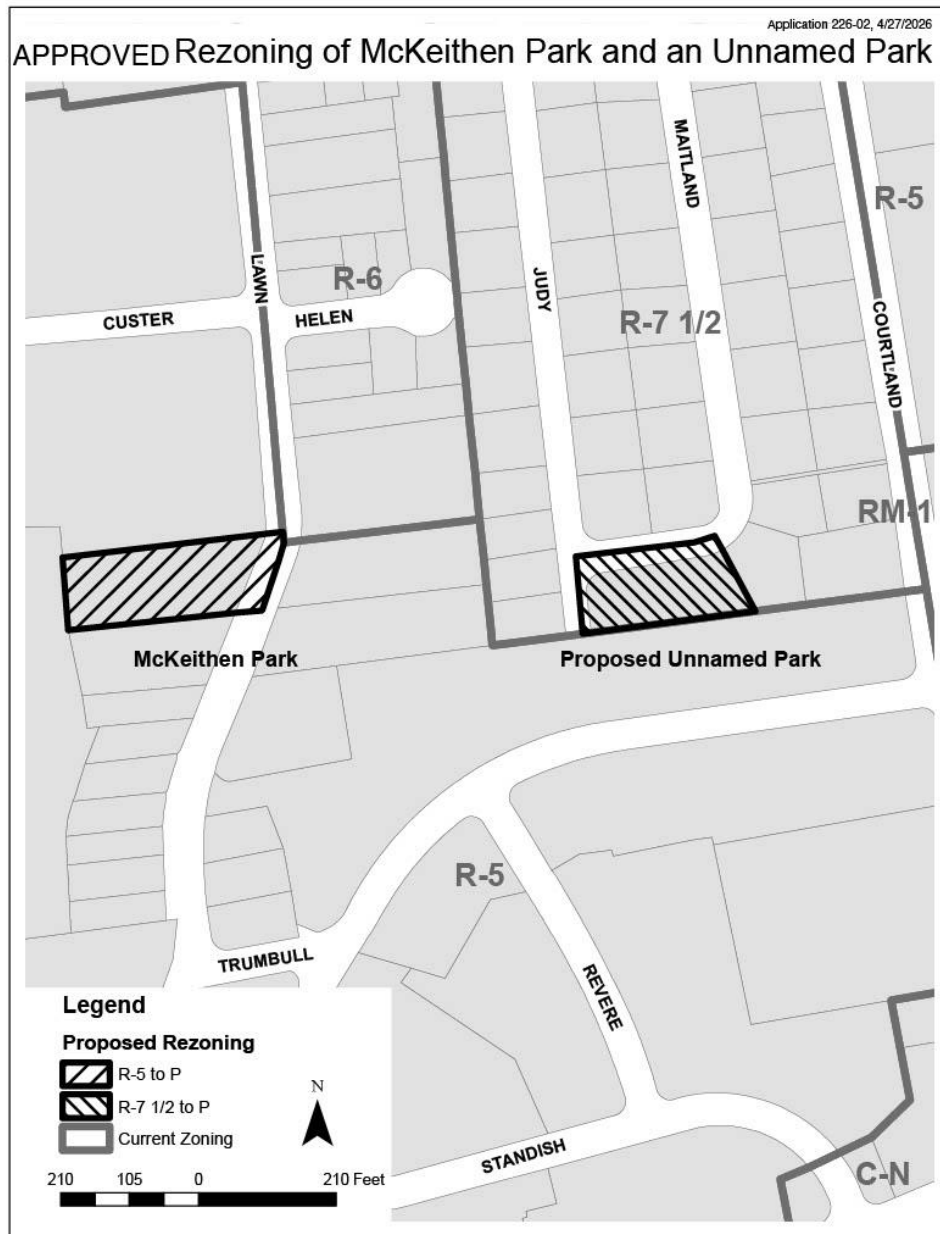 Application 226-02, 4/27/2026
APPROVED Rezoning of McKeithen Park and an Unnamed Park
MAITLAND
R-5
LAWN
R-6
JUDY
CUSTER
HELEN
R-7 1/2
COURTLAND
RM-1
McKeithen Park
Proposed Unnamed Park
R-5
TRUMBULL
REVERE
STANDISH
C-N
Legend
Proposed Rezoning
R-5 to P
R-7 1/2 to P
Current Zoning
N
210 105 0 210 Feet